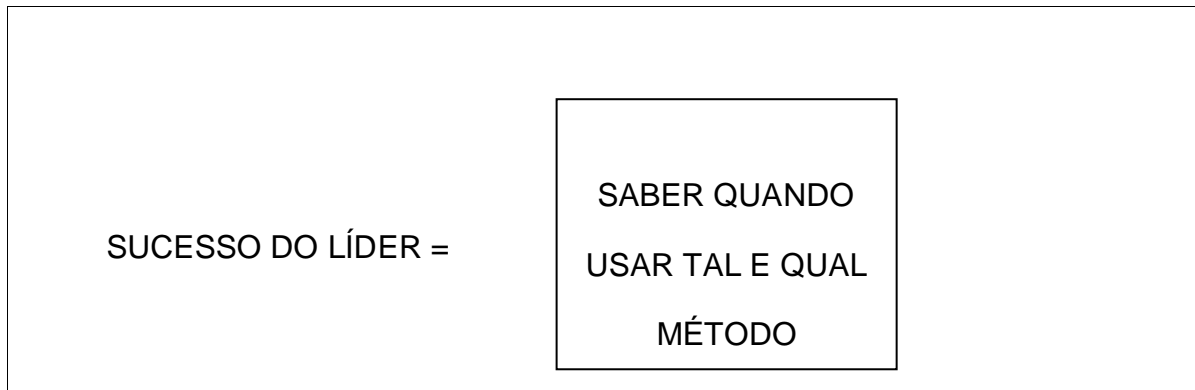 SUCESSO DO LÍDER =
SABER QUANDO
USAR TAL E QUAL
MÉTODO